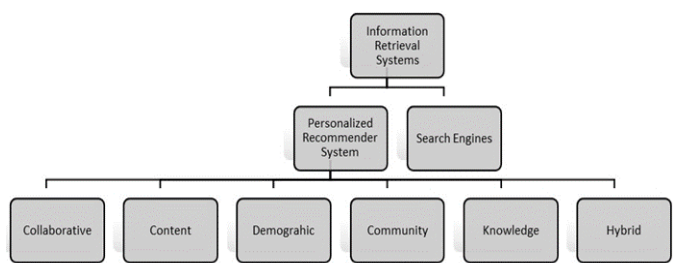 Information
Retrieval
Systems
Personalized
Recommender
System
Search Engines
Collaborative
Content
Demograhic
Community
Knowledge
Hybrid